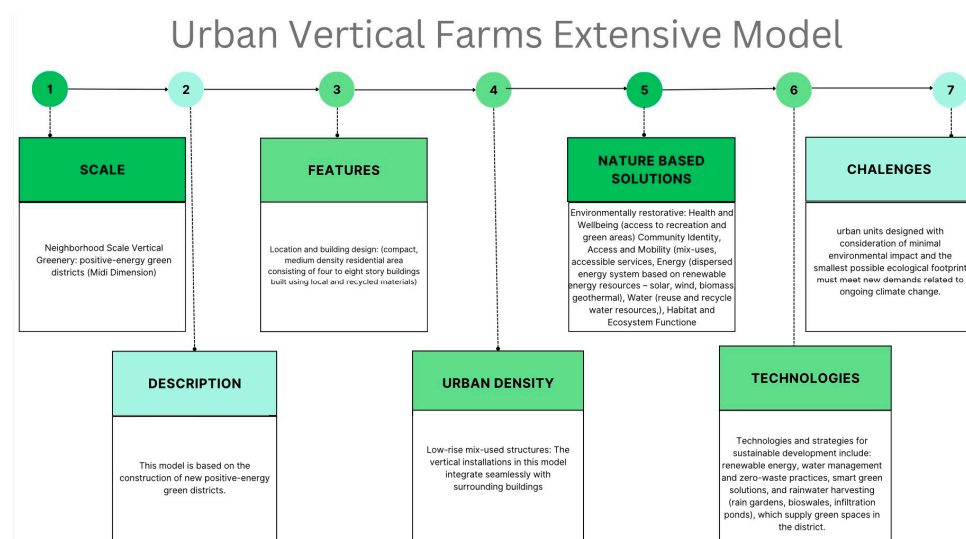 Urban Vertical Farms Extensive Model
1
2
3
4
5
6
7
SCALE
Neighborhood Scale Vertical
Greenery: positive-energy green
districts (Midi Dimension)
FEATURES
Location and building design: (compact,
medium density residential area
consisting of four to eight story buildings
built using local and recycled materials)
NATURE BASED
SOLUTIONS
Environmentally restorative: Health and
Wellbeing (access to recreation and
green areas) Community Identity,
Access and Mobility (mix-uses,
accessible services, Energy (dispersed
energy system based on renewable
energy resources – solar, wind, biomass,
geothermal), Water (reuse and recycle
water resources,), Habitat and
Ecosystem Functione
CHALENGES
urban units designed with
consideration of minimal
environmental impact and the
smallest possible ecological footprint
must meet new demands related to
ongoing climate change.
DESCRIPTION
This model is based on the
construction of new positive-energy
green districts.
URBAN DENSITY
Low-rise mix-used structures: The
vertical installations in this model
integrate seamlessly with
surrounding buildings
TECHNOLOGIES
Technologies and strategies for
sustainable development include:
renewable energy, water management
and zero-waste practices, smart green
solutions, and rainwater harvesting
(rain gardens, bioswales, infiltration
ponds), which supply green spaces in
the district.